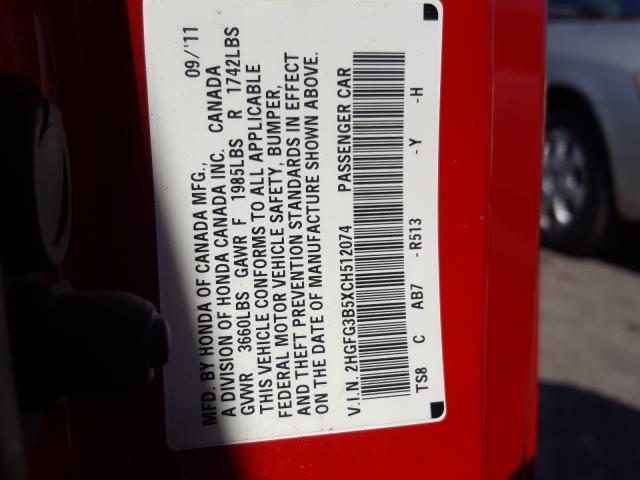 MFD. BY HONDA OF CANADA MFG., 09/'11
A DIVISION OF HONDA CANADA INC. CANADA
GVWR 3660LBS GAWR F 1985LBS R 1742LBS
THIS VEHICLE CONFORMS TO ALL APPLICABLE
FEDERAL MOTOR VEHICLE SAFETY, BUMPER,
AND THEFT PREVENTION STANDARDS IN EFFECT
ON THE DATE OF MANUFACTURE SHOWN ABOVE.
V.I.N. 2HGFG3B5XCH512074 PASSENGER CAR
TS8 C AB7 -R513 -Y -H